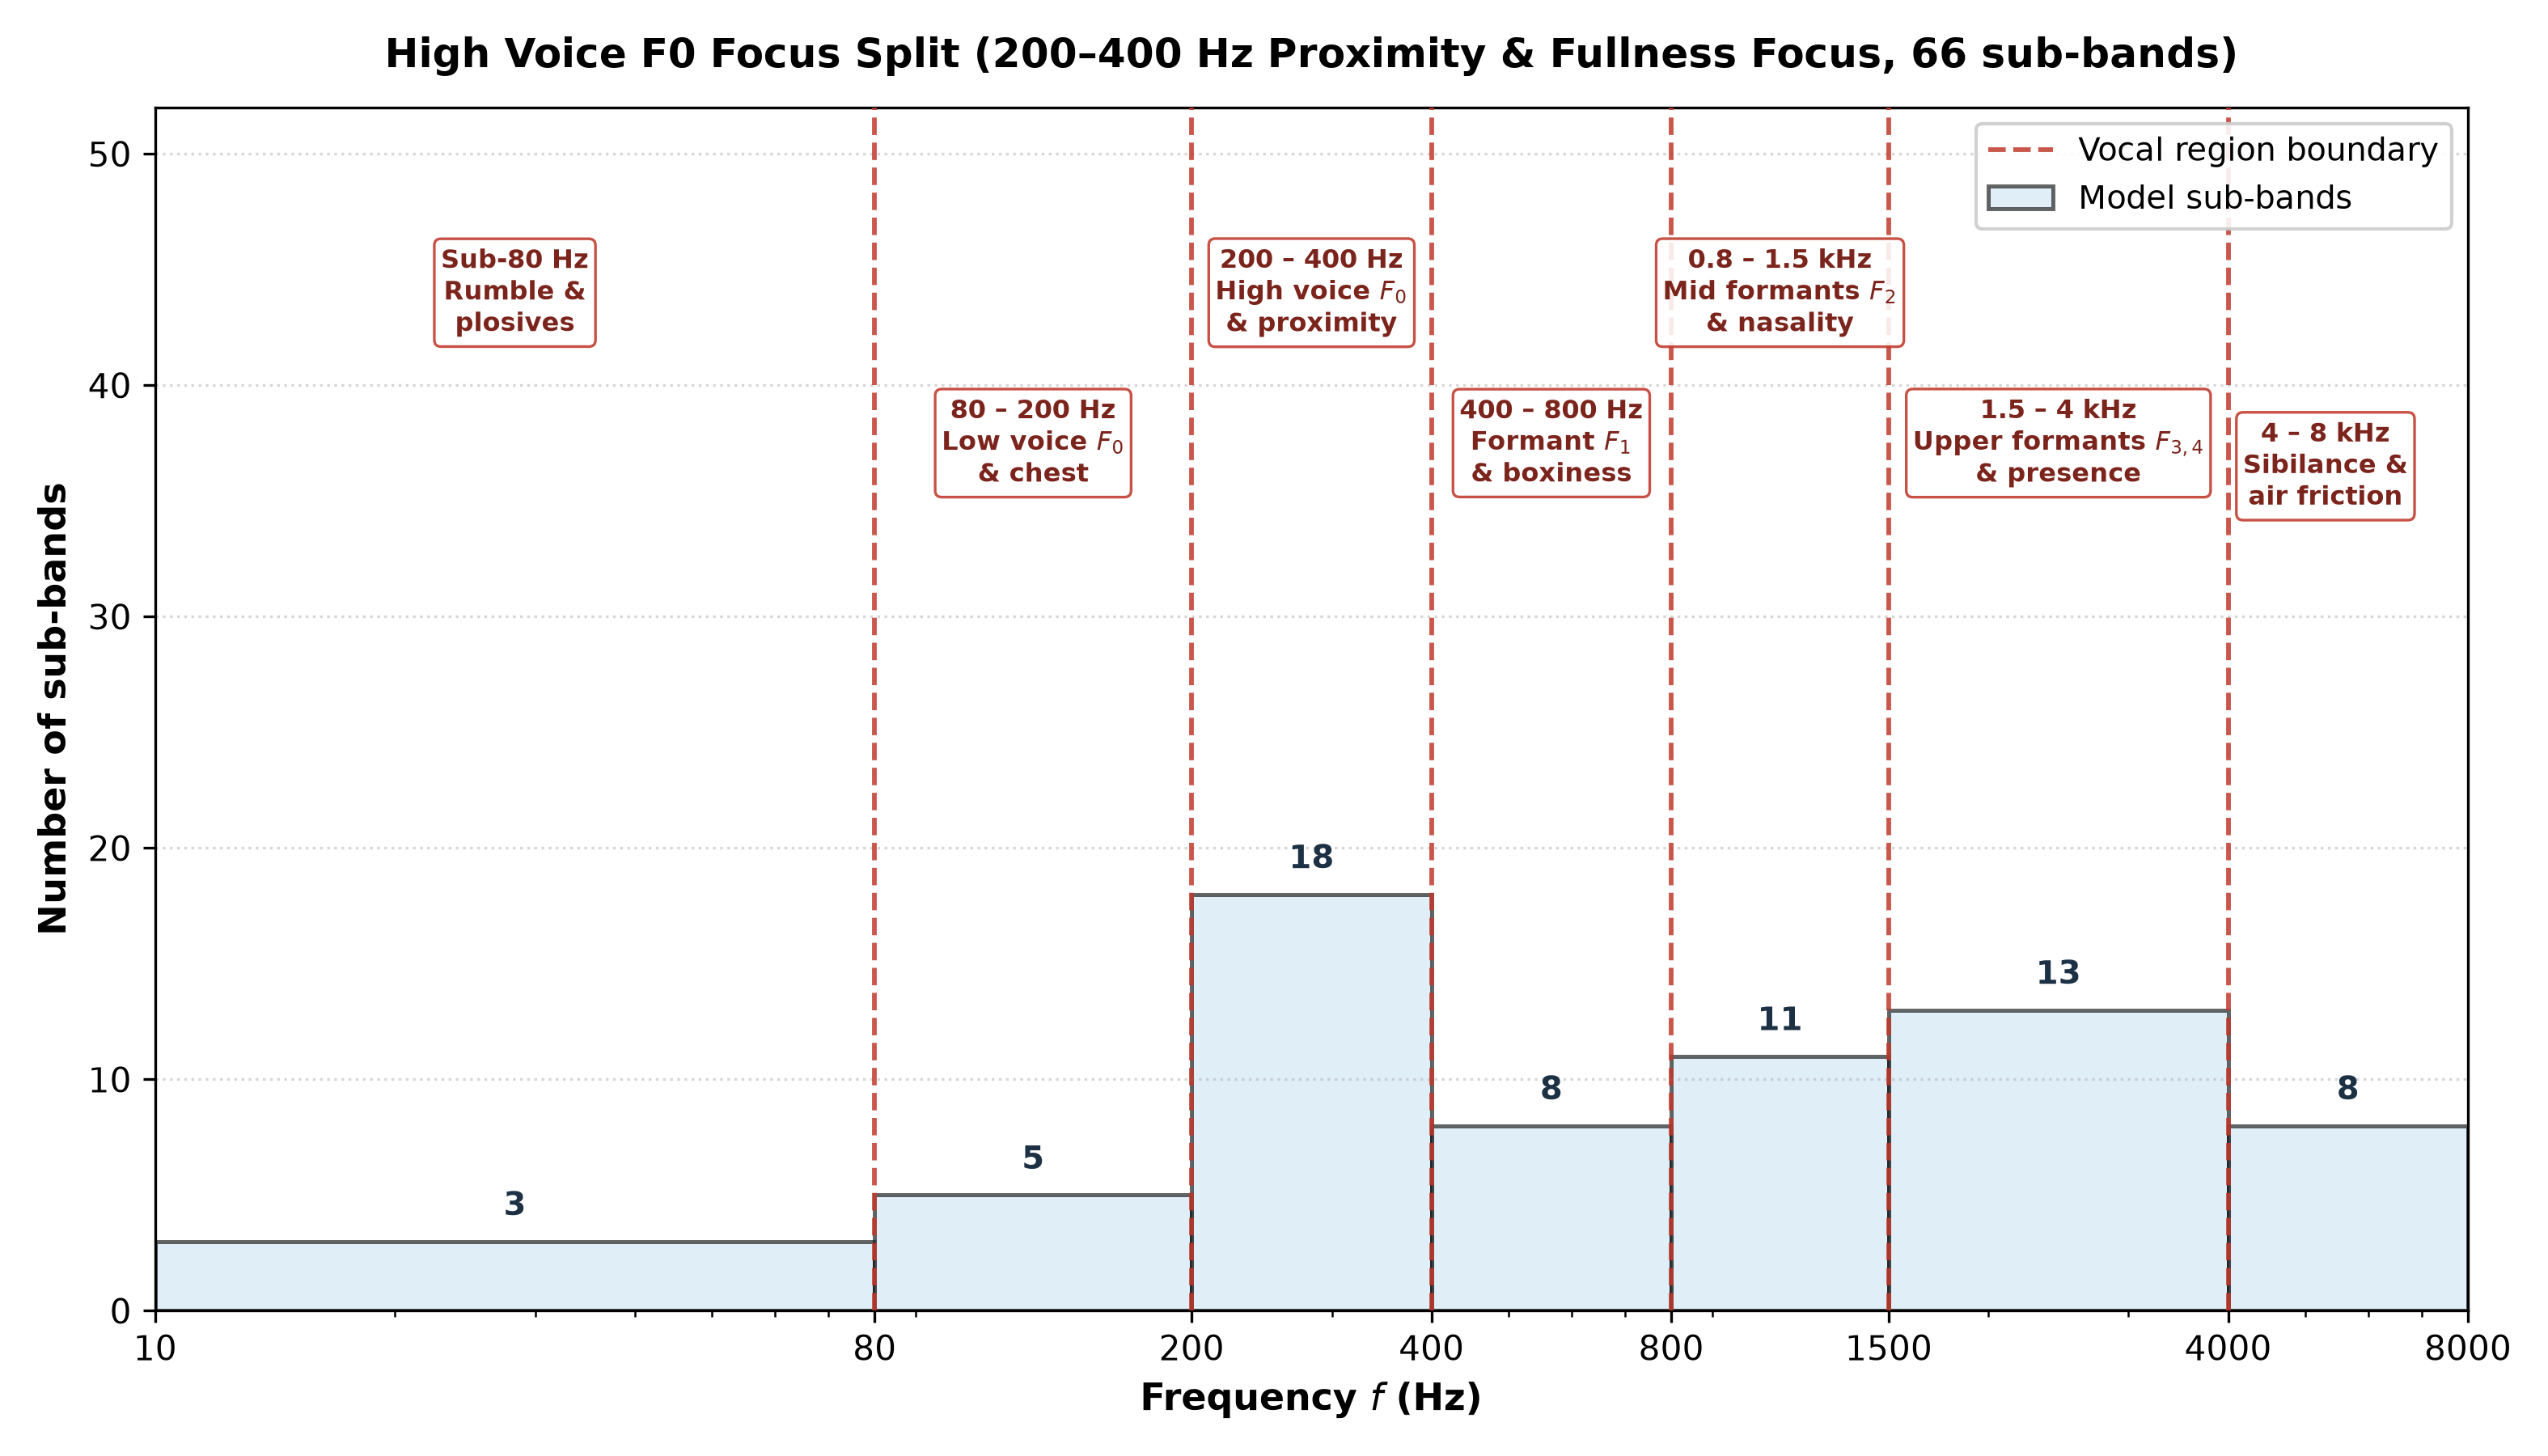 High Voice F0 Focus Split (200–400 Hz Proximity & Fullness Focus, 66 sub-bands)
Vocal region boundary
Model sub-bands
Sub-80 Hz
Rumble &
plosives
80 – 200 Hz
Low voice F0
& chest
200 – 400 Hz
High voice F0
& proximity
400 – 800 Hz
Formant F1
& boxiness
0.8 – 1.5 kHz
Mid formants F2
& nasality
1.5 – 4 kHz
Upper formants F3,4
& presence
4 – 8 kHz
Sibilance &
air friction
Number of sub-bands
50
40
30
20
10
0
3
5
18
8
11
13
8
10
80
200
400
800
1500
4000
8000
Frequency f (Hz)